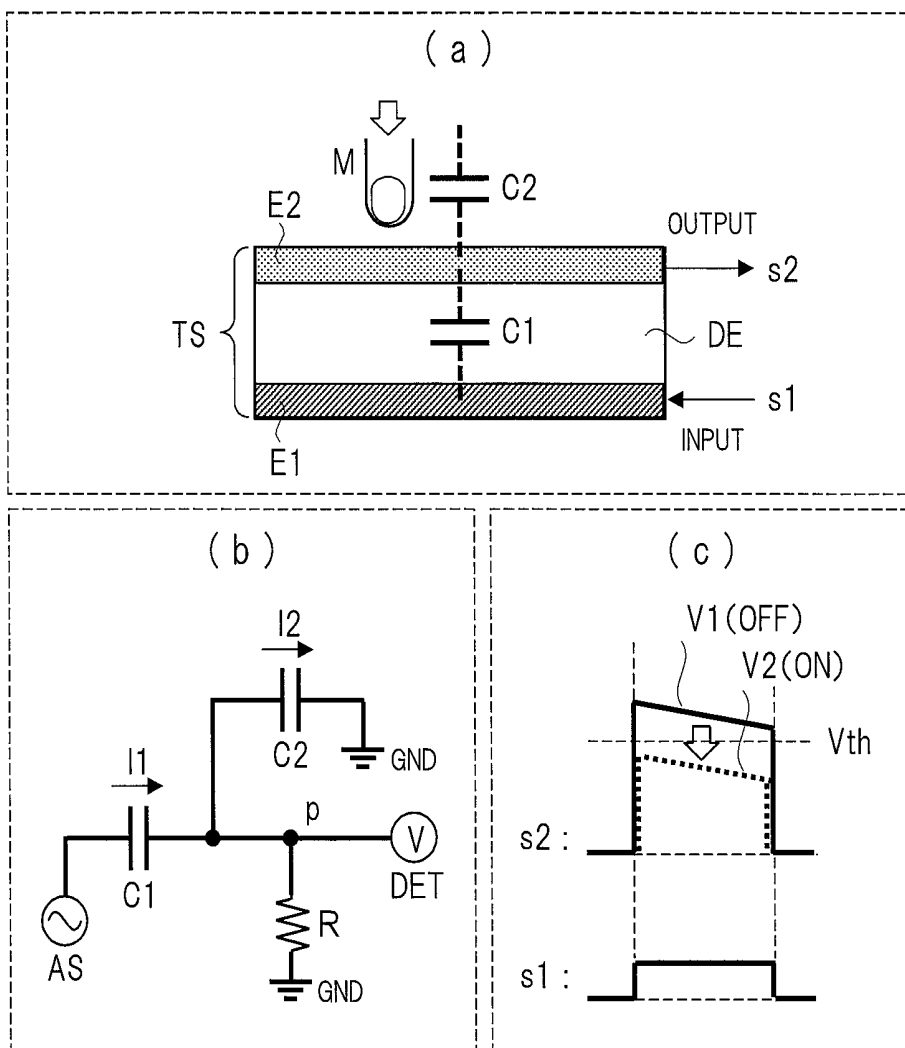 (a)
M
C2
E2
OUTPUT
s2
TS
C1
DE
s1
E1
INPUT
(b)
I2
C2
GND
I1
p
C1
V
DET
R
AS
GND
(c)
V1(OFF)
V2(ON)
Vth
s2 :
s1 :